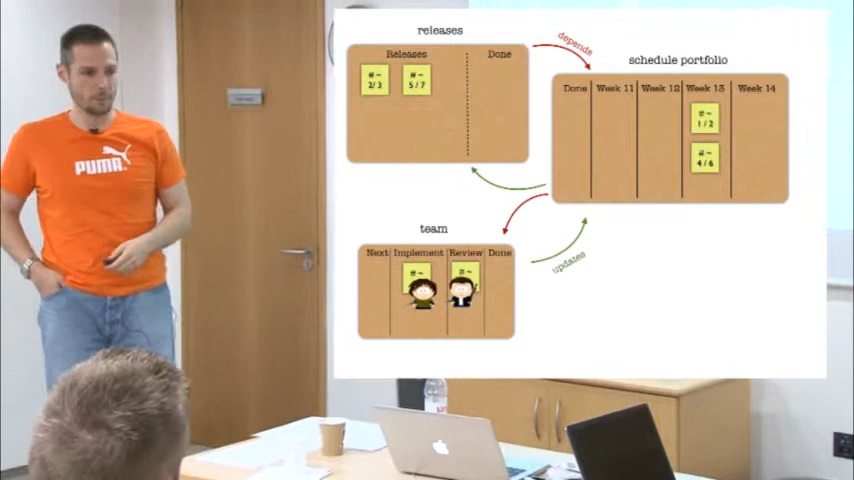 releases
Releases
Done
#~
2/3
#~
5/7
depends
schedule portfolio
Done
Week 11
Week 12
Week 13
Week 14
#~
1/2
#~
4/6
team
Next
Implement
Review
Done
#~
#~
updates
PUMA